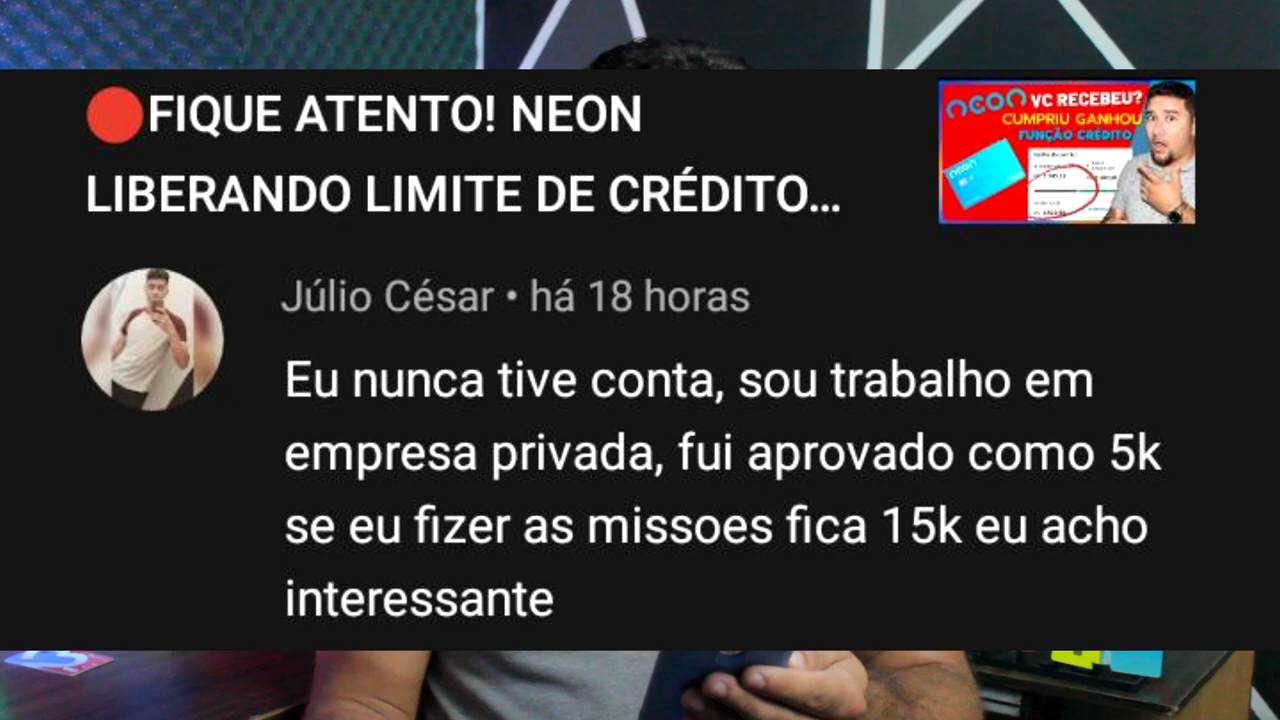 FIQUE ATENTO! NEON
LIBERANDO LIMITE DE CRÉDITO...
neon VC RECEBEU?
CUMPRIU GANHOU
FUNÇÃO CRÉDITO
neon
Júlio César • há 18 horas
Eu nunca tive conta, sou trabalho em
empresa privada, fui aprovado como 5k
se eu fizer as missoes fica 15k eu acho
interessante